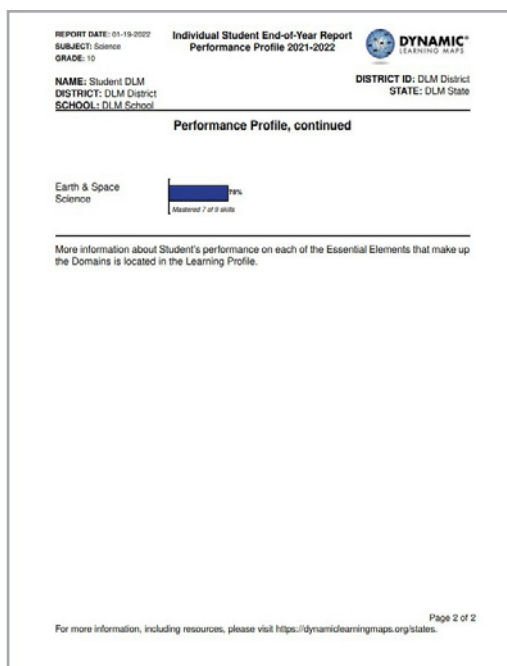 REPORT DATE: 01-19-2022
SUBJECT: Science
GRADE: 10
Individual Student End-of-Year Report
Performance Profile 2021-2022
DYNAMIC®
LEARNING MAPS
NAME: Student DLM
DISTRICT: DLM District
SCHOOL: DLM School
DISTRICT ID: DLM District
STATE: DLM State
Performance Profile, continued
Earth & Space
Science
78%
Mastered 7 of 9 skills
More information about Student's performance on each of the Essential Elements that make up
the Domains is located in the Learning Profile.
Page 2 of 2
For more information, including resources, please visit https://dynamiclearningmaps.org/states.